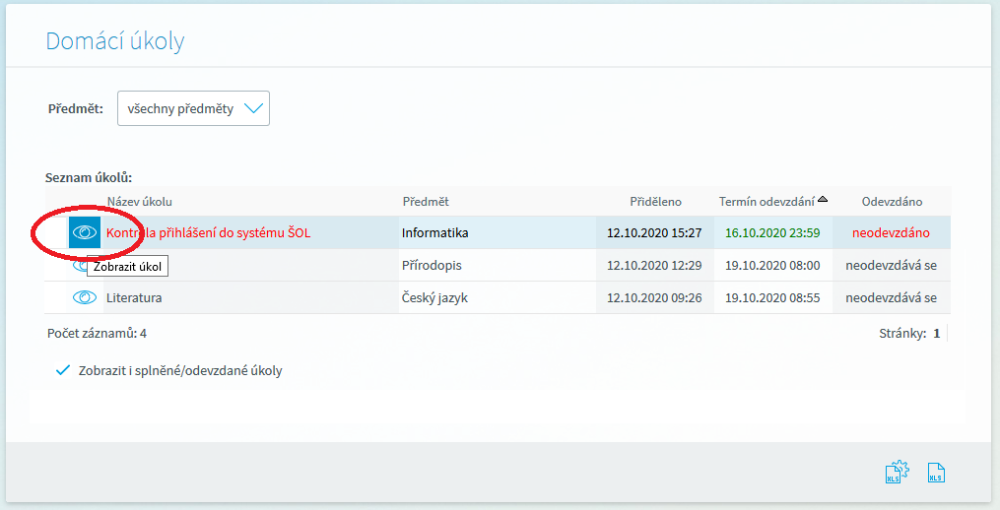 Domácí úkoly
Předmět: všechny předměty
Seznam úkolů:
Název úkolu Předmět Přiděleno Termín odevzdání Odevzdáno
Kontrola přihlášení do systému ŠOL Informatika 12.10.2020 15:27 16.10.2020 23:59 neodevzdáno
Zobrazit úkol Přírodopis 12.10.2020 12:29 19.10.2020 08:00 neodevzdává se
Literatura Český jazyk 12.10.2020 09:26 19.10.2020 08:55 neodevzdává se
Počet záznamů: 4 Stránky: 1
Zobrazit i splněné/odevzdané úkoly
XLS XLS